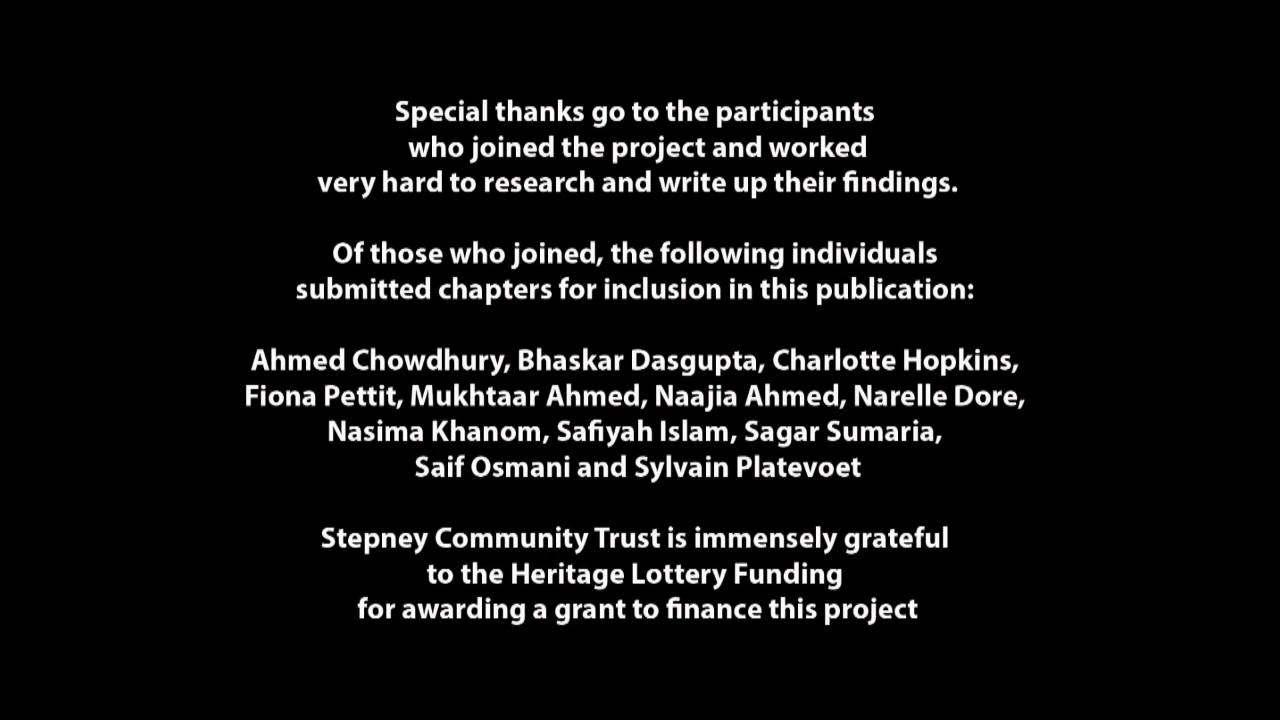 Special thanks go to the participants
who joined the project and worked
very hard to research and write up their findings.
Of those who joined, the following individuals
submitted chapters for inclusion in this publication:
Ahmed Chowdhury, Bhaskar Dasgupta, Charlotte Hopkins,
Fiona Pettit, Mukhtaar Ahmed, Naajia Ahmed, Narelle Dore,
Nasima Khanom, Safiyah Islam, Sagar Sumaria,
Saif Osmani and Sylvain Platevoet
Stepney Community Trust is immensely grateful
to the Heritage Lottery Funding
for awarding a grant to finance this project